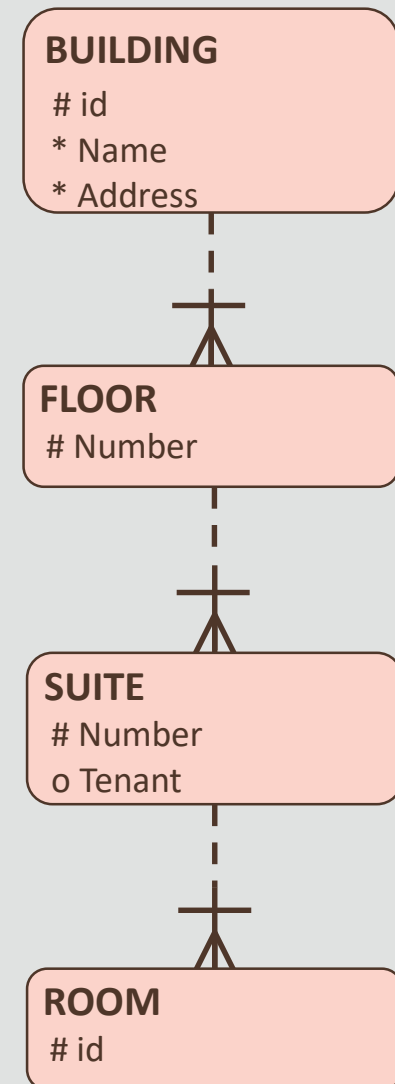 BUILDING
# id
* Name
* Address
FLOOR
# Number
SUITE
# Number
o Tenant
ROOM
# id